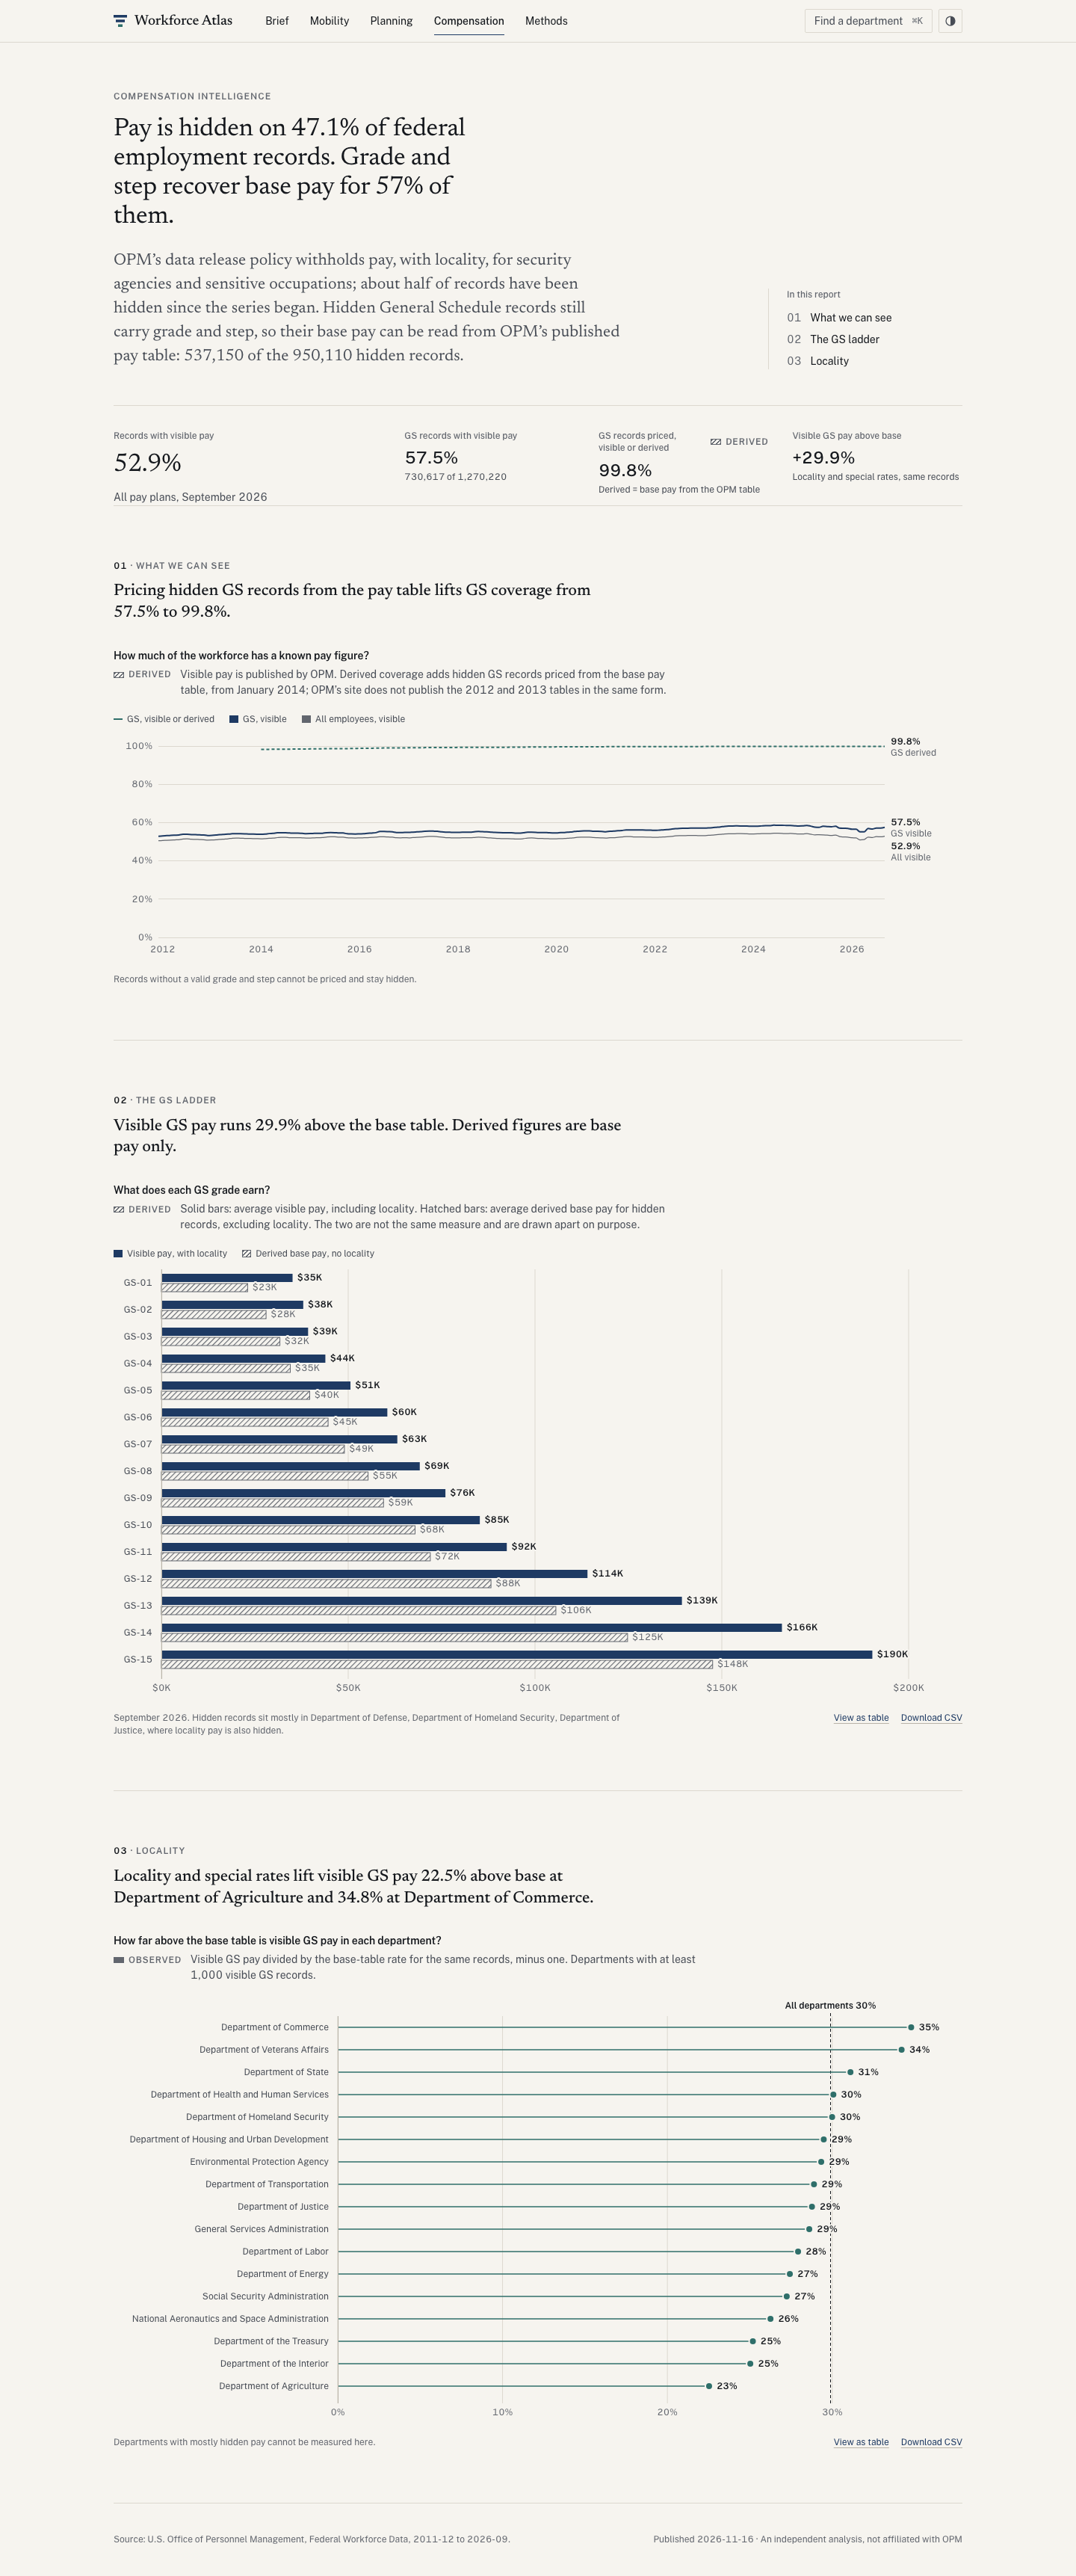 Workforce Atlas
Brief
Mobility
Planning
Compensation
Methods
Find a department ⌘K
COMPENSATION INTELLIGENCE
Pay is hidden on 47.1% of federal
employment records. Grade and
step recover base pay for 57% of
them.
OPM’s data release policy withholds pay, with locality, for security
agencies and sensitive occupations; about half of records have been
hidden since the series began. Hidden General Schedule records still
carry grade and step, so their base pay can be read from OPM’s published
pay table: 537,150 of the 950,110 hidden records.
In this report
01 What we can see
02 The GS ladder
03 Locality
Records with visible pay
52.9%
All pay plans, September 2026
GS records with visible pay
57.5%
730,617 of 1,270,220
GS records priced,
visible or derived
DERIVED
99.8%
Derived = base pay from the OPM table
Visible GS pay above base
+29.9%
Locality and special rates, same records
01 · WHAT WE CAN SEE
Pricing hidden GS records from the pay table lifts GS coverage from
57.5% to 99.8%.
How much of the workforce has a known pay figure?
DERIVED
Visible pay is published by OPM. Derived coverage adds hidden GS records priced from the base pay
table, from January 2014; OPM’s site does not publish the 2012 and 2013 tables in the same form.
GS, visible or derived
GS, visible
All employees, visible
100%
80%
60%
40%
20%
0%
99.8%
GS derived
57.5%
GS visible
52.9%
All visible
2012
2014
2016
2018
2020
2022
2024
2026
Records without a valid grade and step cannot be priced and stay hidden.
02 · THE GS LADDER
Visible GS pay runs 29.9% above the base table. Derived figures are base
pay only.
What does each GS grade earn?
DERIVED
Solid bars: average visible pay, including locality. Hatched bars: average derived base pay for hidden
records, excluding locality. The two are not the same measure and are drawn apart on purpose.
Visible pay, with locality
Derived base pay, no locality
GS-01 $35K $23K
GS-02 $38K $28K
GS-03 $39K $32K
GS-04 $44K $35K
GS-05 $51K $40K
GS-06 $60K $45K
GS-07 $63K $49K
GS-08 $69K $55K
GS-09 $76K $59K
GS-10 $85K $68K
GS-11 $92K $72K
GS-12 $114K $88K
GS-13 $139K $106K
GS-14 $166K $125K
GS-15 $190K $148K
$0K
$50K
$100K
$150K
$200K
September 2026. Hidden records sit mostly in Department of Defense, Department of Homeland Security, Department of
Justice, where locality pay is also hidden.
View as table
Download CSV
03 · LOCALITY
Locality and special rates lift visible GS pay 22.5% above base at
Department of Agriculture and 34.8% at Department of Commerce.
How far above the base table is visible GS pay in each department?
OBSERVED
Visible GS pay divided by the base-table rate for the same records, minus one. Departments with at least
1,000 visible GS records.
All departments 30%
Department of Commerce 35%
Department of Veterans Affairs 34%
Department of State 31%
Department of Health and Human Services 30%
Department of Homeland Security 30%
Department of Housing and Urban Development 29%
Environmental Protection Agency 29%
Department of Transportation 29%
Department of Justice 29%
General Services Administration 29%
Department of Labor 28%
Department of Energy 27%
Social Security Administration 27%
National Aeronautics and Space Administration 26%
Department of the Treasury 25%
Department of the Interior 25%
Department of Agriculture 23%
0%
10%
20%
30%
Departments with mostly hidden pay cannot be measured here.
View as table
Download CSV
Source: U.S. Office of Personnel Management, Federal Workforce Data, 2011-12 to 2026-09.
Published 2026-11-16 · An independent analysis, not affiliated with OPM